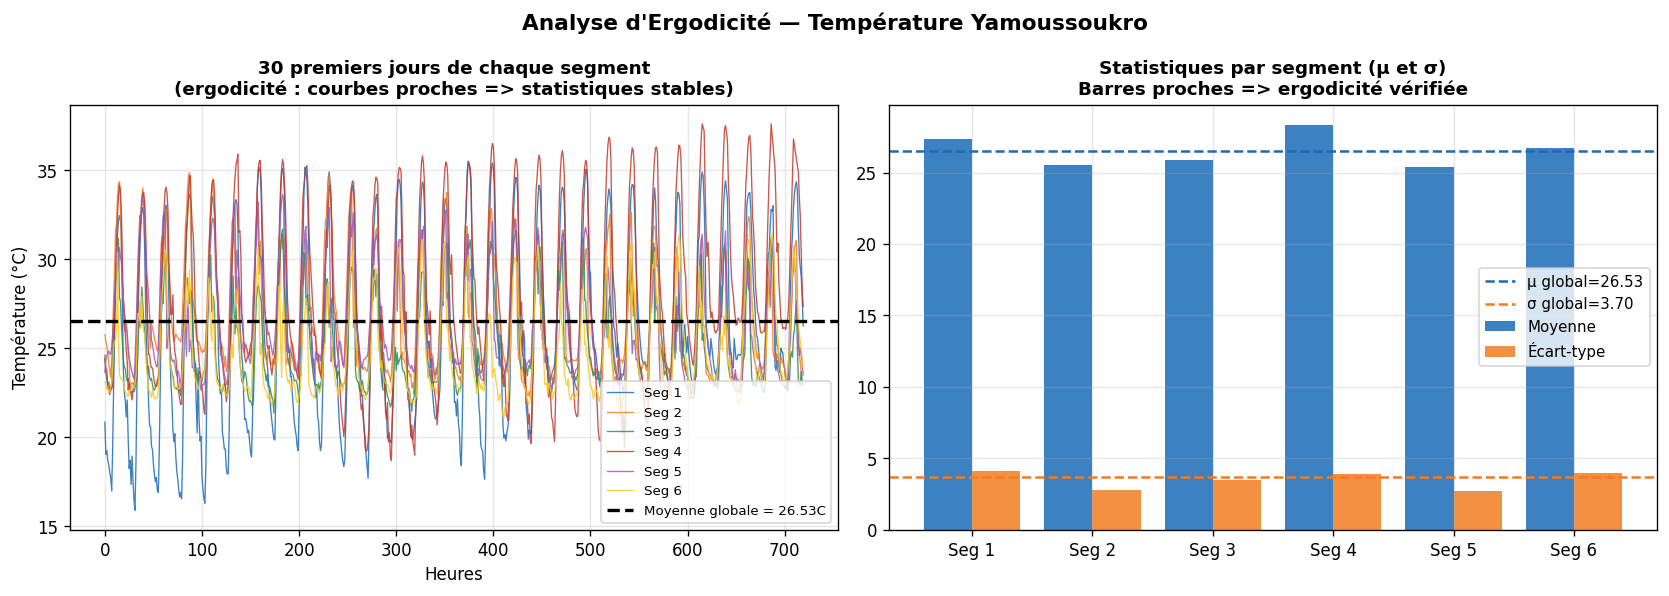 Analyse d'Ergodicité — Température Yamoussoukro
30 premiers jours de chaque segment
(ergodicité : courbes proches => statistiques stables)
Température (°C)
35
30
25
20
15
0 100 200 300 400 500 600 700
Heures
Seg 1
Seg 2
Seg 3
Seg 4
Seg 5
Seg 6
Moyenne globale = 26.53C
Statistiques par segment (μ et σ)
Barres proches => ergodicité vérifiée
25
20
15
10
5
0
Seg 1 Seg 2 Seg 3 Seg 4 Seg 5 Seg 6
μ global=26.53
σ global=3.70
Moyenne
Écart-type